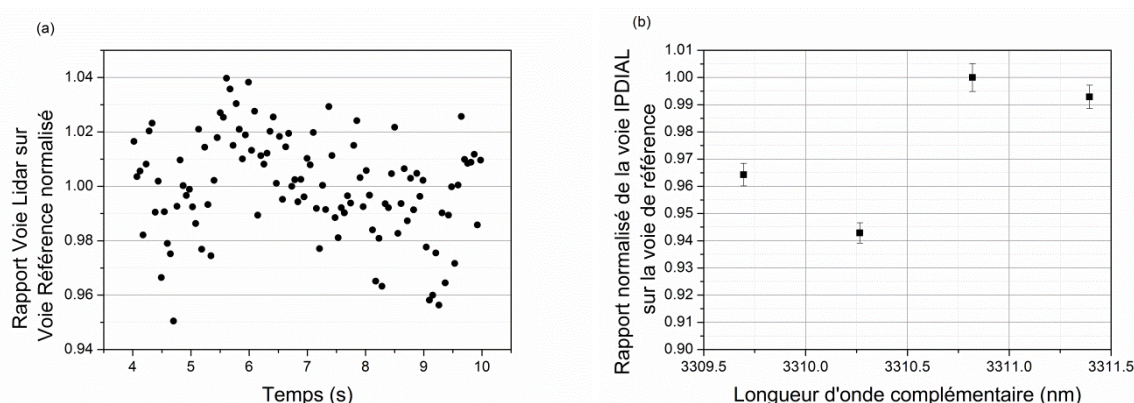 (a)
Rapport Voie Lidar sur
Voie Référence normalisé
1.04
1.02
1.00
0.98
0.96
0.94
4 5 6 7 8 9 10
Temps (s)
(b)
Rapport normalisé de la voie IPDIAL
sur la voie de référence
1.01
1.00
0.99
0.97
0.96
0.95
0.94
0.93
0.92
0.91
0.90
3309.5 3310.0 3310.5 3311.0 3311.5
Longueur d'onde complémentaire (nm)